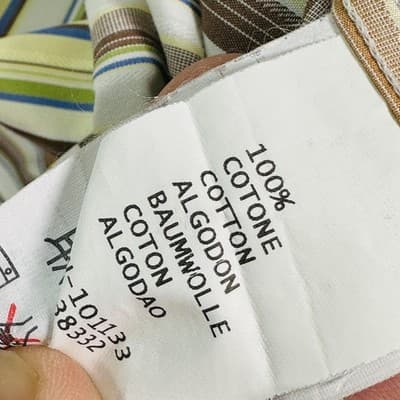 100%
COTONE
COTTON
ALGODON
BAUMWOLLE
COTON
ALGODAO
-101133
38332